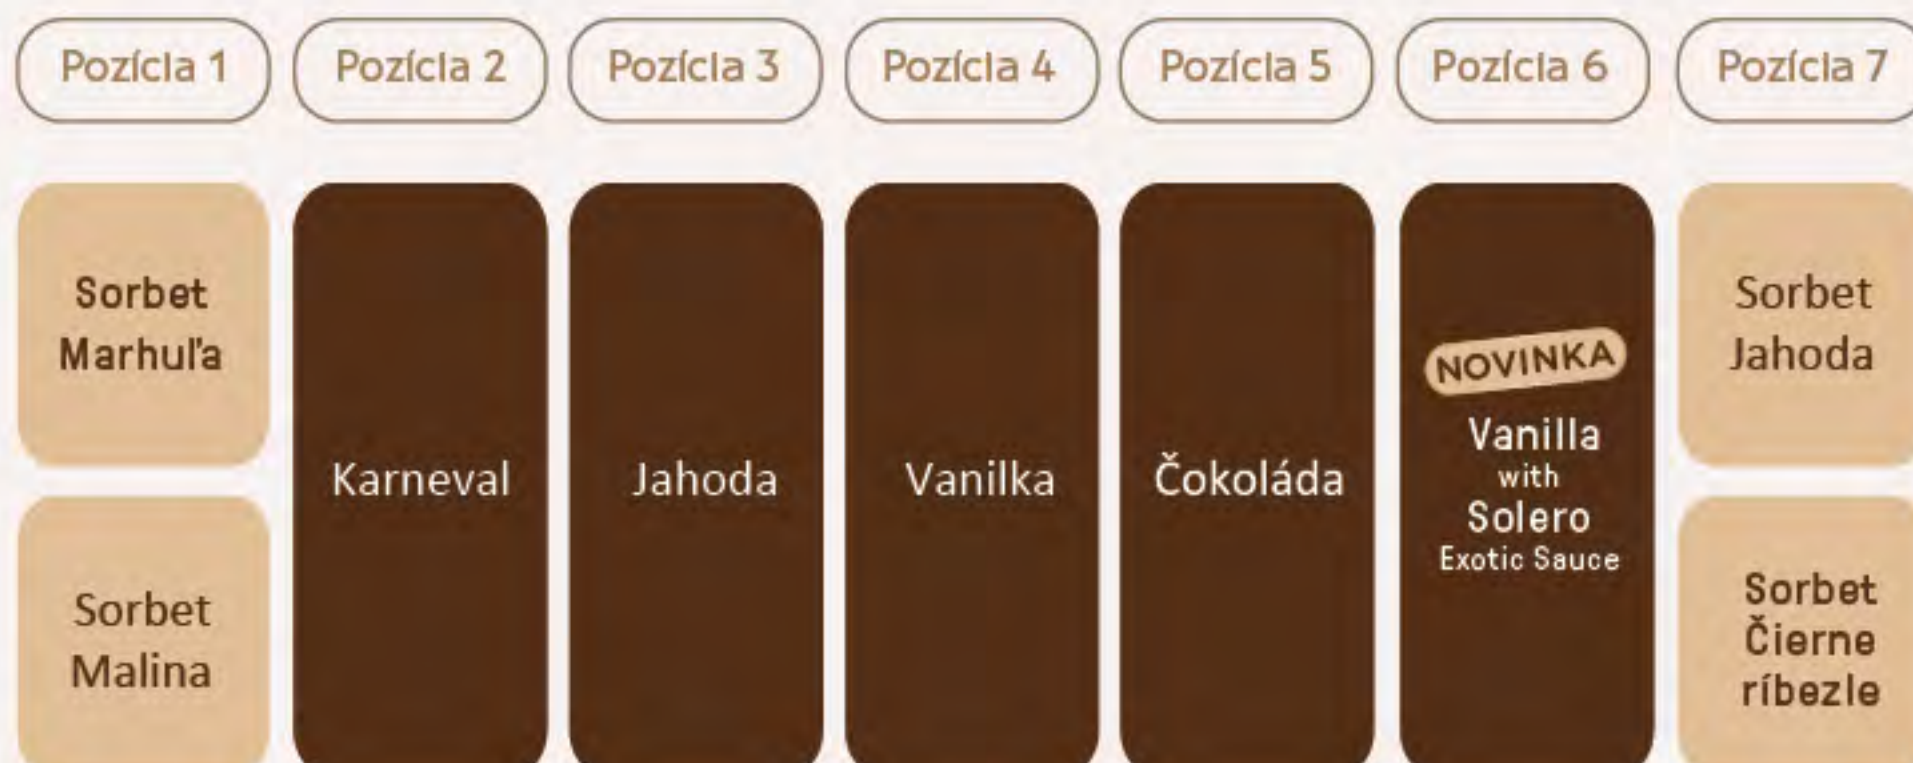 Pozícia 1
Pozícia 2
Pozícia 3
Pozícia 4
Pozícia 5
Pozícia 6
Pozícia 7
Sorbet
Marhuľa
Sorbet
Malina
Karneval
Jahoda
Vanilka
Čokoláda
NOVINKA
Vanilla
with
Solero
Exotic Sauce
Sorbet
Jahoda
Sorbet
Čierne
ríbezle